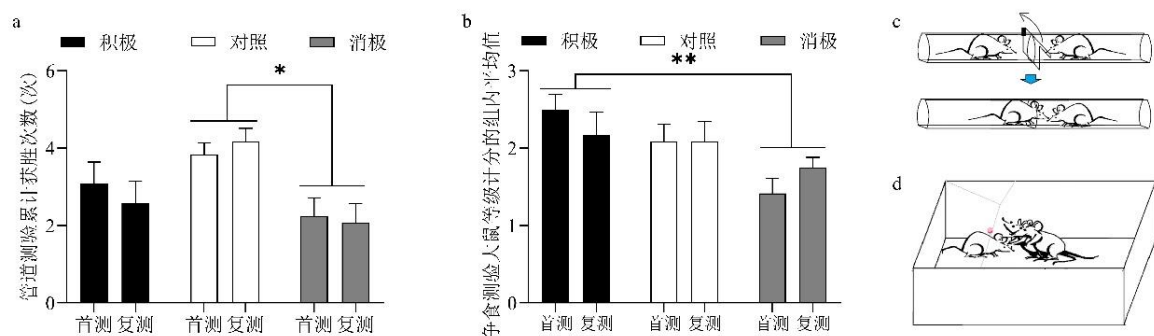 a
积极 对照 消极
管道测验累计获胜次数(次)
6
4
2
0
*
首测 复测 首测 复测 首测 复测
b
积极 对照 消极
争食测验大鼠等级计分的组内平均值
3
2
1
0
**
首测 复测 首测 复测 首测 复测
c
d